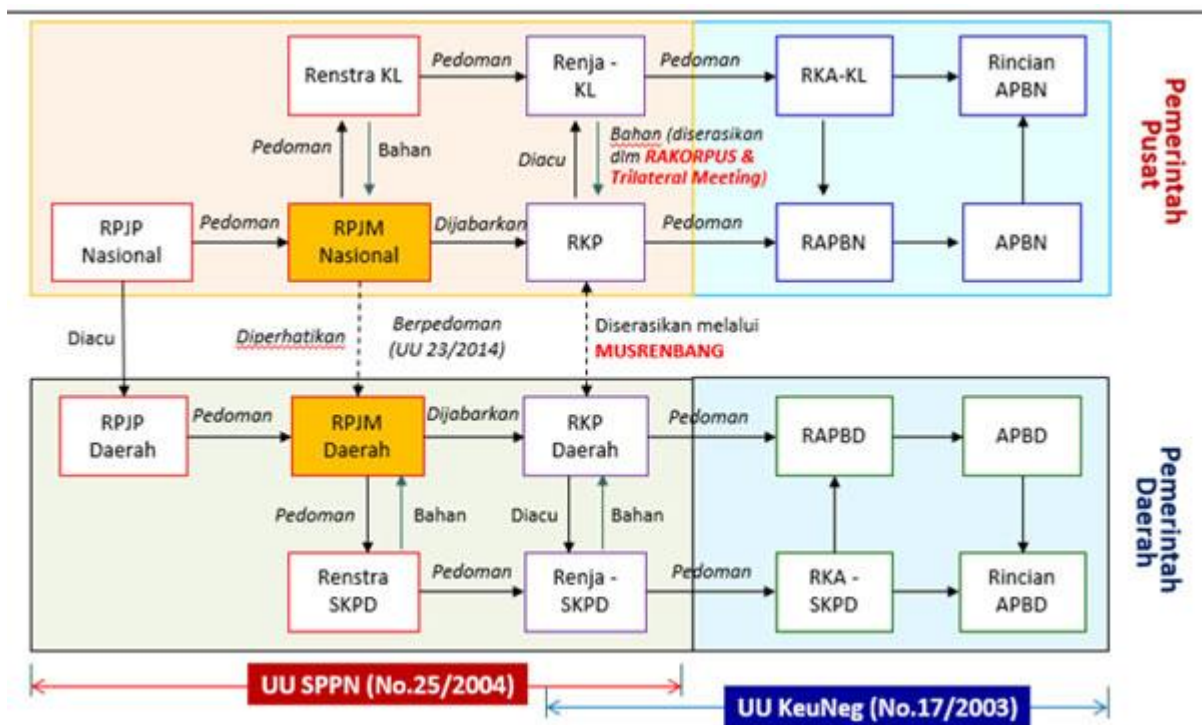 Renstra KL
Pedoman
Renja -
KL
Pedoman
RKA-KL
Rincian
APBN
Pedoman
Bahan
Diacu
Bahan (diserasikan
dlm RAKORPUS &
Trilateral Meeting)
RPJP
Nasional
Pedoman
RPJM
Nasional
Dijabarkan
RKP
Pedoman
RAPBN
APBN
Pemerintah
Pusat
Diacu
Diperhatikan
Berpedoman
(UU 23/2014)
Diserasikan melalui
MUSRENBANG
RPJP
Daerah
Pedoman
RPJM
Daerah
Dijabarkan
RKP
Daerah
Pedoman
RAPBD
APBD
Pedoman
Bahan
Diacu
Bahan
Renstra
SKPD
Pedoman
Renja -
SKPD
Pedoman
RKA -
SKPD
Rincian
APBD
Pemerintah
Daerah
UU SPPN (No.25/2004)
UU KeuNeg (No.17/2003)